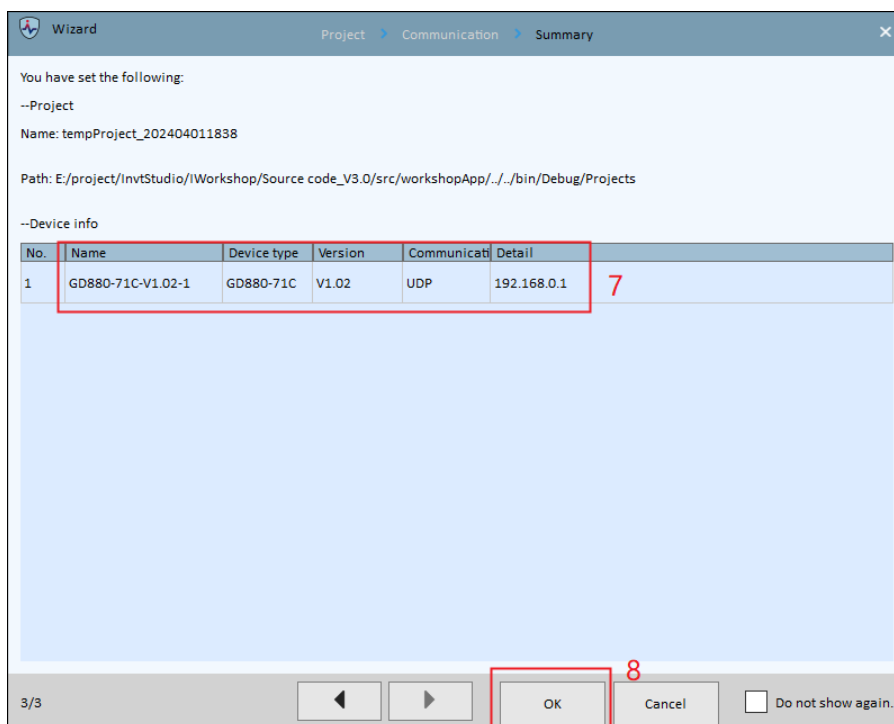 Wizard
Project Communication Summary
You have set the following:
--Project
Name: tempProject_202404011838
Path: E:/project/InvtStudio/IWorkshop/Source code_V3.0/src/workshopApp/../../bin/Debug/Projects
--Device info
No. Name Device type Version Communicati Detail
1 GD880-71C-V1.02-1 GD880-71C V1.02 UDP 192.168.0.1 7
8
3/3 OK Cancel Do not show again.